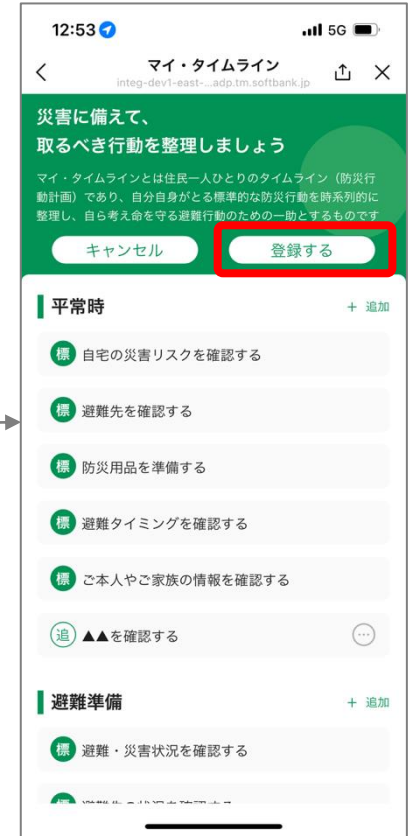 12:53
5G
マイ・タイムライン
integ-dev1-east-...adp.tm.softbank.jp
災害に備えて、
取るべき行動を整理しましょう
マイ・タイムラインとは住民一人ひとりのタイムライン（防災行
動計画）であり、自分自身がとる標準的な防災行動を時系列的に
整理し、自ら考え命を守る避難行動のための一助とするものです
キャンセル
登録する
平常時
+ 追加
標 自宅の災害リスクを確認する
標 避難先を確認する
標 防災用品を準備する
標 避難タイミングを確認する
標 ご本人やご家族の情報を確認する
追 ▲▲を確認する
避難準備
+ 追加
標 避難・災害状況を確認する